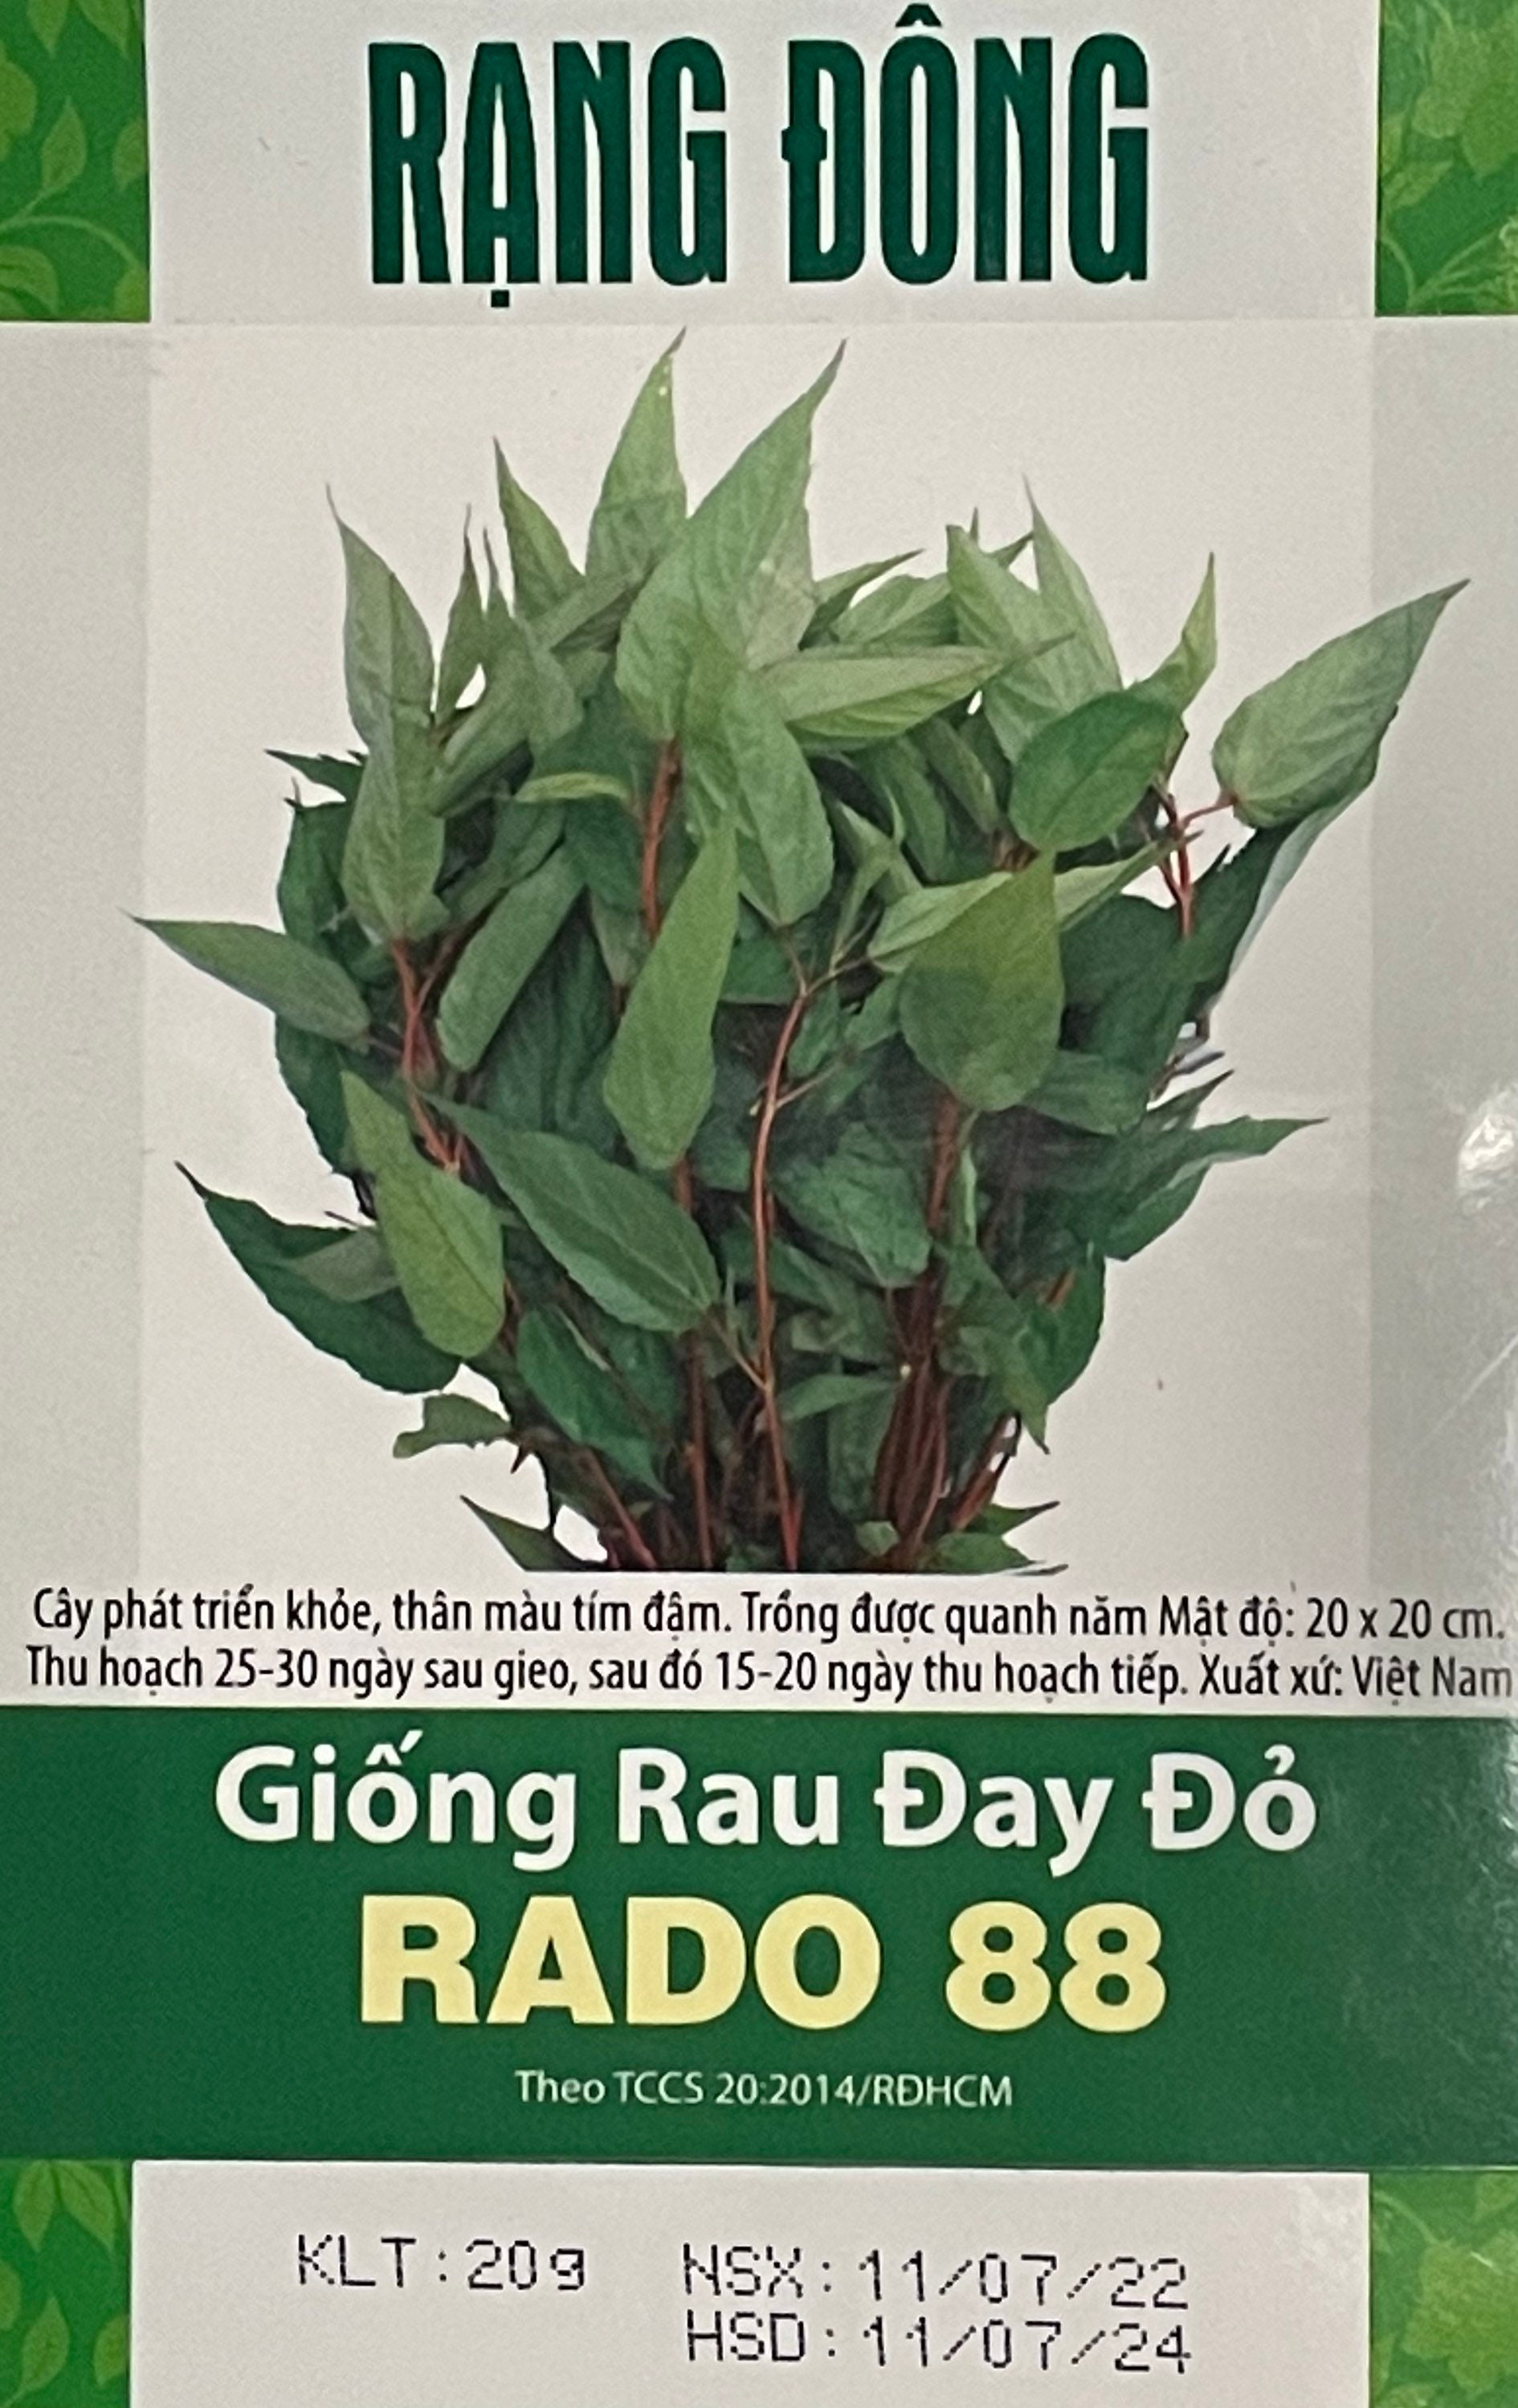 RẠNG ĐÔNG
Cây phát triển khỏe, thân màu tím đậm. Trồng được quanh năm Mật độ: 20 x 20 cm.
Thu hoạch 25-30 ngày sau gieo, sau đó 15-20 ngày thu hoạch tiếp. Xuất xứ: Việt Nam
Giống Rau Đay Đỏ
RADO 88
Theo TCCS 20:2014/RĐHCM
KLT:20g NSX:11/07/22
HSD:11/07/24